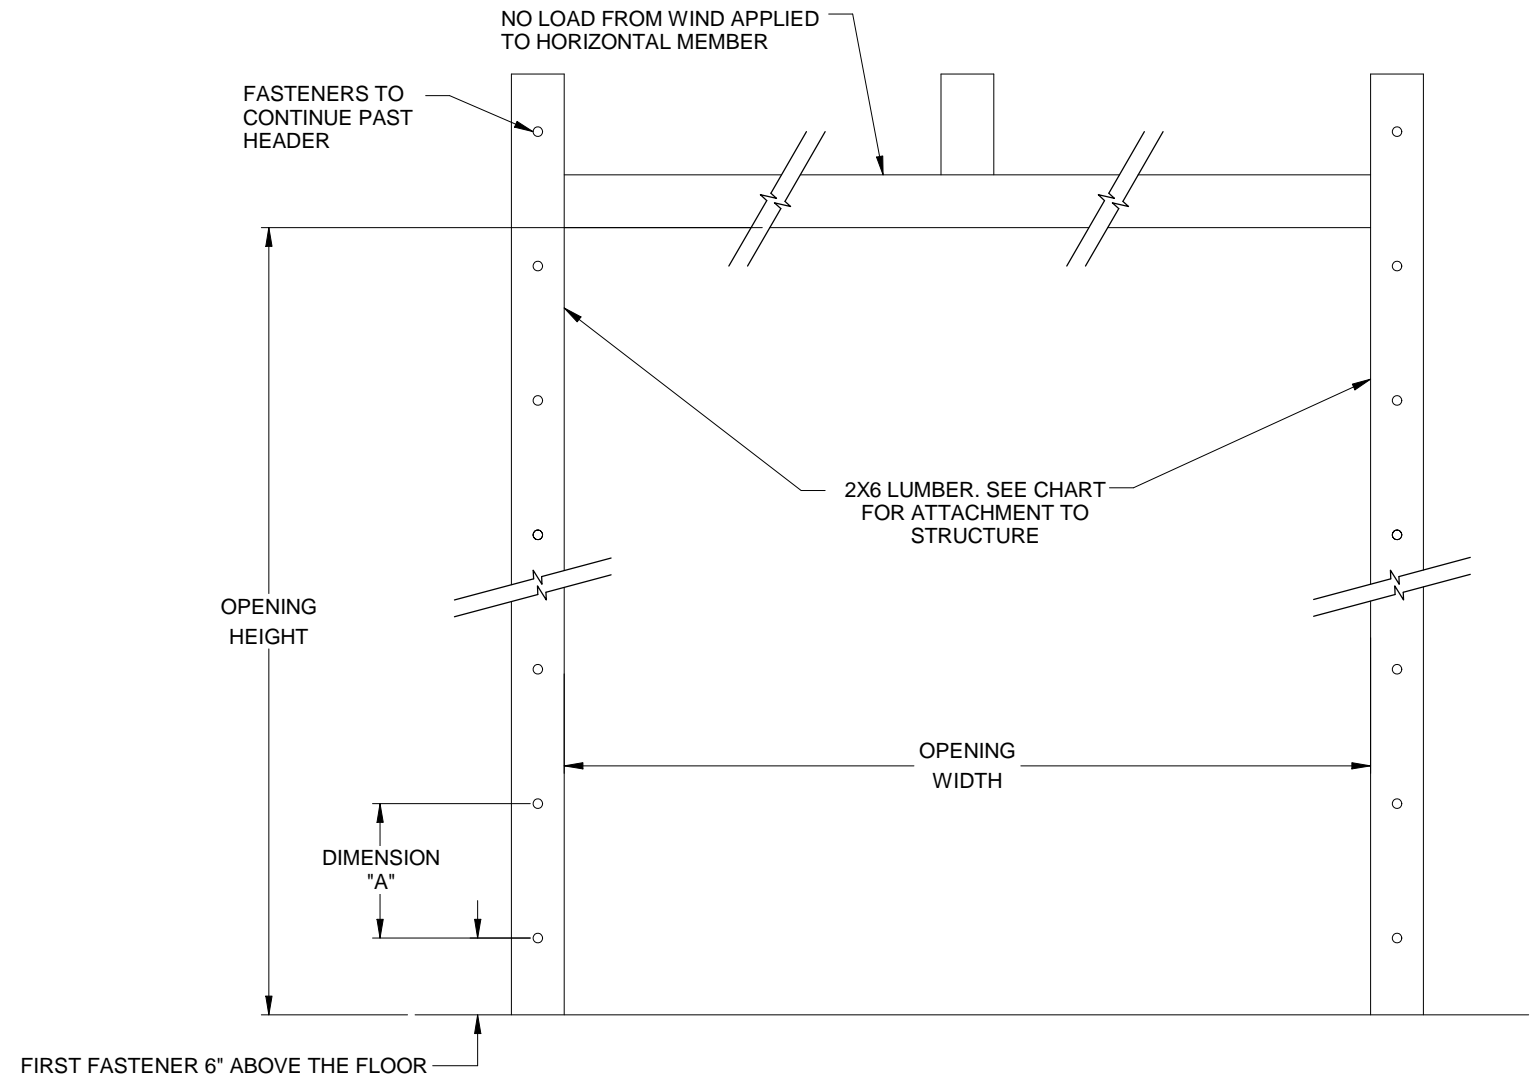 NO LOAD FROM WIND APPLIED
TO HORIZONTAL MEMBER
FASTENERS TO
CONTINUE PAST
HEADER
2X6 LUMBER. SEE CHART
FOR ATTACHMENT TO
STRUCTURE
OPENING
HEIGHT
OPENING
WIDTH
DIMENSION
"A"
FIRST FASTENER 6" ABOVE THE FLOOR